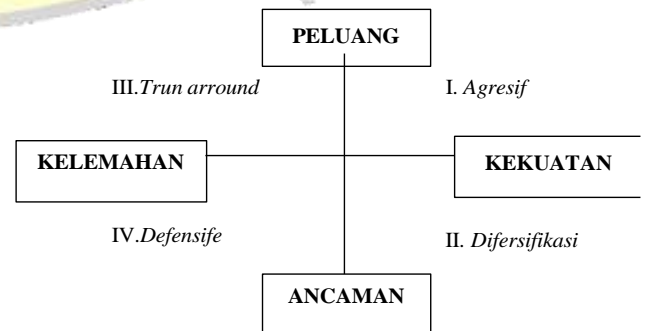 PELUANG
III.Trun arround
I. Agresif
KELEMAHAN
KEKUATAN
IV.Defensife
II. Difersifikasi
ANCAMAN